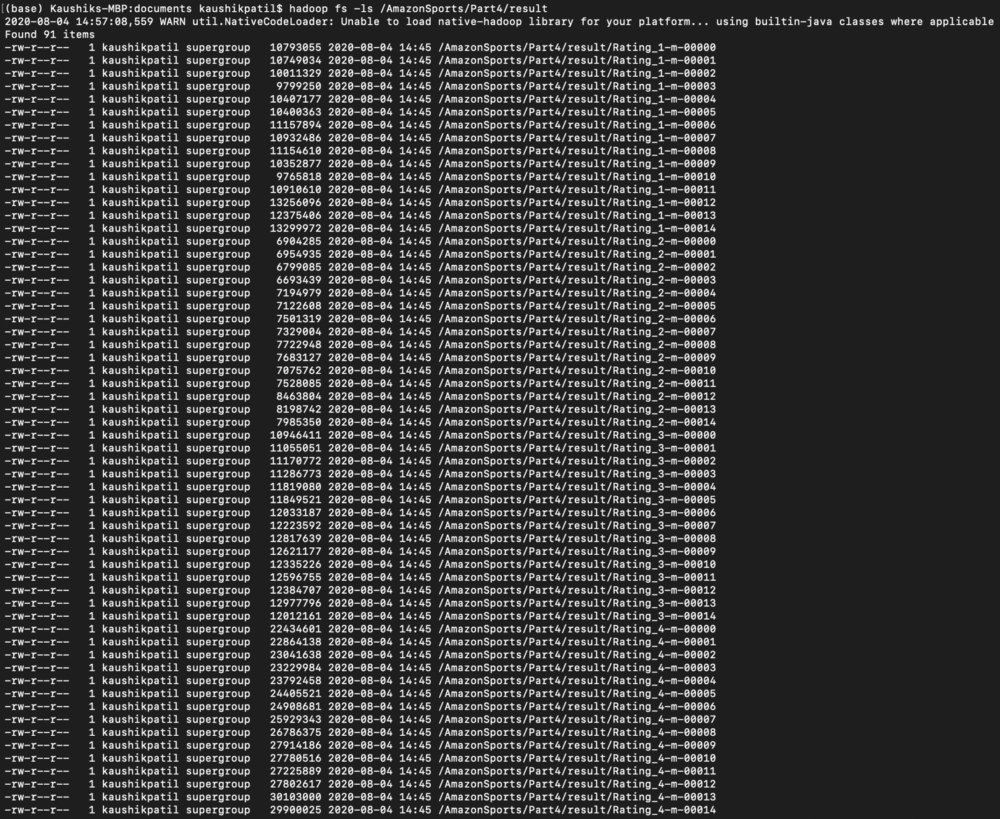 [(base) Kaushiks-MBP:documents kaushikpatil$ hadoop fs -ls /AmazonSports/Part4/result
2020-08-04 14:57:08,559 WARN util.NativeCodeLoader: Unable to load native-hadoop library for your platform... using builtin-java classes where applicable
Found 91 items
-rw-r--r--   1 kaushikpatil supergroup   10793055 2020-08-04 14:45 /AmazonSports/Part4/result/Rating_1-m-00000
-rw-r--r--   1 kaushikpatil supergroup   10749034 2020-08-04 14:45 /AmazonSports/Part4/result/Rating_1-m-00001
-rw-r--r--   1 kaushikpatil supergroup   10011329 2020-08-04 14:45 /AmazonSports/Part4/result/Rating_1-m-00002
-rw-r--r--   1 kaushikpatil supergroup    9799250 2020-08-04 14:45 /AmazonSports/Part4/result/Rating_1-m-00003
-rw-r--r--   1 kaushikpatil supergroup   10407177 2020-08-04 14:45 /AmazonSports/Part4/result/Rating_1-m-00004
-rw-r--r--   1 kaushikpatil supergroup   10400363 2020-08-04 14:45 /AmazonSports/Part4/result/Rating_1-m-00005
-rw-r--r--   1 kaushikpatil supergroup   11157894 2020-08-04 14:45 /AmazonSports/Part4/result/Rating_1-m-00006
-rw-r--r--   1 kaushikpatil supergroup   10932486 2020-08-04 14:45 /AmazonSports/Part4/result/Rating_1-m-00007
-rw-r--r--   1 kaushikpatil supergroup   11154610 2020-08-04 14:45 /AmazonSports/Part4/result/Rating_1-m-00008
-rw-r--r--   1 kaushikpatil supergroup   10352877 2020-08-04 14:45 /AmazonSports/Part4/result/Rating_1-m-00009
-rw-r--r--   1 kaushikpatil supergroup    9765818 2020-08-04 14:45 /AmazonSports/Part4/result/Rating_1-m-00010
-rw-r--r--   1 kaushikpatil supergroup   10910610 2020-08-04 14:45 /AmazonSports/Part4/result/Rating_1-m-00011
-rw-r--r--   1 kaushikpatil supergroup   13256096 2020-08-04 14:45 /AmazonSports/Part4/result/Rating_1-m-00012
-rw-r--r--   1 kaushikpatil supergroup   12375406 2020-08-04 14:45 /AmazonSports/Part4/result/Rating_1-m-00013
-rw-r--r--   1 kaushikpatil supergroup   13299972 2020-08-04 14:45 /AmazonSports/Part4/result/Rating_1-m-00014
-rw-r--r--   1 kaushikpatil supergroup    6904285 2020-08-04 14:45 /AmazonSports/Part4/result/Rating_2-m-00000
-rw-r--r--   1 kaushikpatil supergroup    6954935 2020-08-04 14:45 /AmazonSports/Part4/result/Rating_2-m-00001
-rw-r--r--   1 kaushikpatil supergroup    6799085 2020-08-04 14:45 /AmazonSports/Part4/result/Rating_2-m-00002
-rw-r--r--   1 kaushikpatil supergroup    6693439 2020-08-04 14:45 /AmazonSports/Part4/result/Rating_2-m-00003
-rw-r--r--   1 kaushikpatil supergroup    7194979 2020-08-04 14:45 /AmazonSports/Part4/result/Rating_2-m-00004
-rw-r--r--   1 kaushikpatil supergroup    7122608 2020-08-04 14:45 /AmazonSports/Part4/result/Rating_2-m-00005
-rw-r--r--   1 kaushikpatil supergroup    7501319 2020-08-04 14:45 /AmazonSports/Part4/result/Rating_2-m-00006
-rw-r--r--   1 kaushikpatil supergroup    7329004 2020-08-04 14:45 /AmazonSports/Part4/result/Rating_2-m-00007
-rw-r--r--   1 kaushikpatil supergroup    7722948 2020-08-04 14:45 /AmazonSports/Part4/result/Rating_2-m-00008
-rw-r--r--   1 kaushikpatil supergroup    7683127 2020-08-04 14:45 /AmazonSports/Part4/result/Rating_2-m-00009
-rw-r--r--   1 kaushikpatil supergroup    7075762 2020-08-04 14:45 /AmazonSports/Part4/result/Rating_2-m-00010
-rw-r--r--   1 kaushikpatil supergroup    7528085 2020-08-04 14:45 /AmazonSports/Part4/result/Rating_2-m-00011
-rw-r--r--   1 kaushikpatil supergroup    8463804 2020-08-04 14:45 /AmazonSports/Part4/result/Rating_2-m-00012
-rw-r--r--   1 kaushikpatil supergroup    8198742 2020-08-04 14:45 /AmazonSports/Part4/result/Rating_2-m-00013
-rw-r--r--   1 kaushikpatil supergroup    7985350 2020-08-04 14:45 /AmazonSports/Part4/result/Rating_2-m-00014
-rw-r--r--   1 kaushikpatil supergroup   10946411 2020-08-04 14:45 /AmazonSports/Part4/result/Rating_3-m-00000
-rw-r--r--   1 kaushikpatil supergroup   11055051 2020-08-04 14:45 /AmazonSports/Part4/result/Rating_3-m-00001
-rw-r--r--   1 kaushikpatil supergroup   11170772 2020-08-04 14:45 /AmazonSports/Part4/result/Rating_3-m-00002
-rw-r--r--   1 kaushikpatil supergroup   11286773 2020-08-04 14:45 /AmazonSports/Part4/result/Rating_3-m-00003
-rw-r--r--   1 kaushikpatil supergroup   11819080 2020-08-04 14:45 /AmazonSports/Part4/result/Rating_3-m-00004
-rw-r--r--   1 kaushikpatil supergroup   11849521 2020-08-04 14:45 /AmazonSports/Part4/result/Rating_3-m-00005
-rw-r--r--   1 kaushikpatil supergroup   12033187 2020-08-04 14:45 /AmazonSports/Part4/result/Rating_3-m-00006
-rw-r--r--   1 kaushikpatil supergroup   12223592 2020-08-04 14:45 /AmazonSports/Part4/result/Rating_3-m-00007
-rw-r--r--   1 kaushikpatil supergroup   12817639 2020-08-04 14:45 /AmazonSports/Part4/result/Rating_3-m-00008
-rw-r--r--   1 kaushikpatil supergroup   12621177 2020-08-04 14:45 /AmazonSports/Part4/result/Rating_3-m-00009
-rw-r--r--   1 kaushikpatil supergroup   12335226 2020-08-04 14:45 /AmazonSports/Part4/result/Rating_3-m-00010
-rw-r--r--   1 kaushikpatil supergroup   12596755 2020-08-04 14:45 /AmazonSports/Part4/result/Rating_3-m-00011
-rw-r--r--   1 kaushikpatil supergroup   12384707 2020-08-04 14:45 /AmazonSports/Part4/result/Rating_3-m-00012
-rw-r--r--   1 kaushikpatil supergroup   12977796 2020-08-04 14:45 /AmazonSports/Part4/result/Rating_3-m-00013
-rw-r--r--   1 kaushikpatil supergroup   12012161 2020-08-04 14:45 /AmazonSports/Part4/result/Rating_3-m-00014
-rw-r--r--   1 kaushikpatil supergroup   22434601 2020-08-04 14:45 /AmazonSports/Part4/result/Rating_4-m-00000
-rw-r--r--   1 kaushikpatil supergroup   22864138 2020-08-04 14:45 /AmazonSports/Part4/result/Rating_4-m-00001
-rw-r--r--   1 kaushikpatil supergroup   23041638 2020-08-04 14:45 /AmazonSports/Part4/result/Rating_4-m-00002
-rw-r--r--   1 kaushikpatil supergroup   23229984 2020-08-04 14:45 /AmazonSports/Part4/result/Rating_4-m-00003
-rw-r--r--   1 kaushikpatil supergroup   23792458 2020-08-04 14:45 /AmazonSports/Part4/result/Rating_4-m-00004
-rw-r--r--   1 kaushikpatil supergroup   24405521 2020-08-04 14:45 /AmazonSports/Part4/result/Rating_4-m-00005
-rw-r--r--   1 kaushikpatil supergroup   24908681 2020-08-04 14:45 /AmazonSports/Part4/result/Rating_4-m-00006
-rw-r--r--   1 kaushikpatil supergroup   25929343 2020-08-04 14:45 /AmazonSports/Part4/result/Rating_4-m-00007
-rw-r--r--   1 kaushikpatil supergroup   26786375 2020-08-04 14:45 /AmazonSports/Part4/result/Rating_4-m-00008
-rw-r--r--   1 kaushikpatil supergroup   27914186 2020-08-04 14:45 /AmazonSports/Part4/result/Rating_4-m-00009
-rw-r--r--   1 kaushikpatil supergroup   27780516 2020-08-04 14:45 /AmazonSports/Part4/result/Rating_4-m-00010
-rw-r--r--   1 kaushikpatil supergroup   27225889 2020-08-04 14:45 /AmazonSports/Part4/result/Rating_4-m-00011
-rw-r--r--   1 kaushikpatil supergroup   27802617 2020-08-04 14:45 /AmazonSports/Part4/result/Rating_4-m-00012
-rw-r--r--   1 kaushikpatil supergroup   30103000 2020-08-04 14:45 /AmazonSports/Part4/result/Rating_4-m-00013
-rw-r--r--   1 kaushikpatil supergroup   29900025 2020-08-04 14:45 /AmazonSports/Part4/result/Rating_4-m-00014